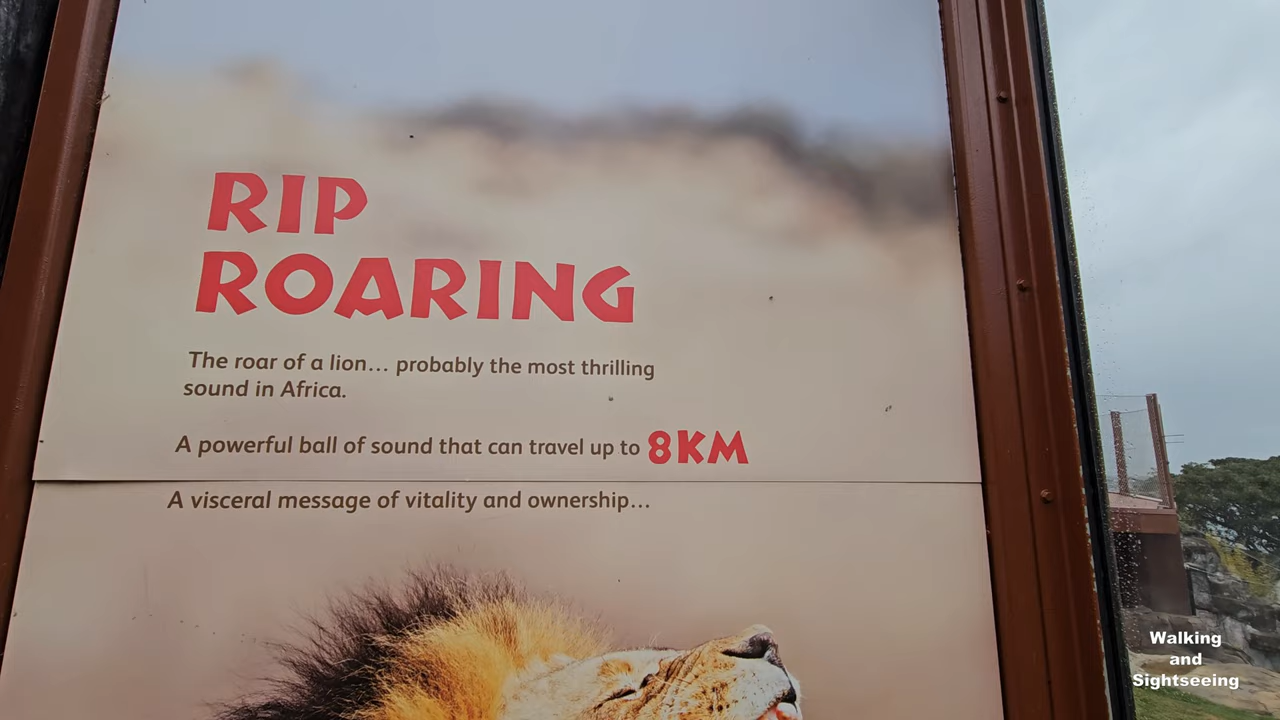 RIP
ROARING
The roar of a lion... probably the most thrilling
sound in Africa.
A powerful ball of sound that can travel up to 8KM
A visceral message of vitality and ownership...
Walking
and
Sightseeing